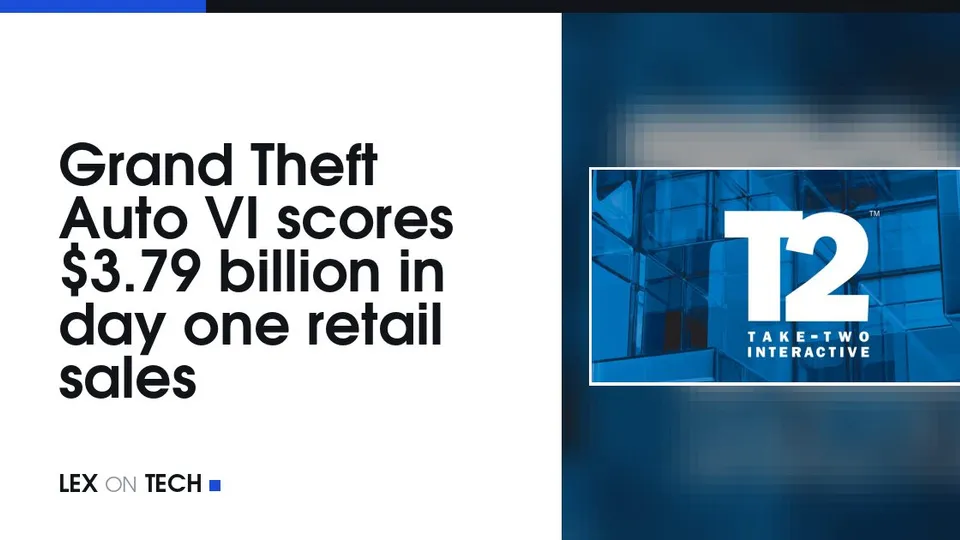 Grand Theft
Auto VI scores
$3.79 billion in
day one retail
sales
LEX ON TECH
T2
TM
TAKE-TWO
INTERACTIVE